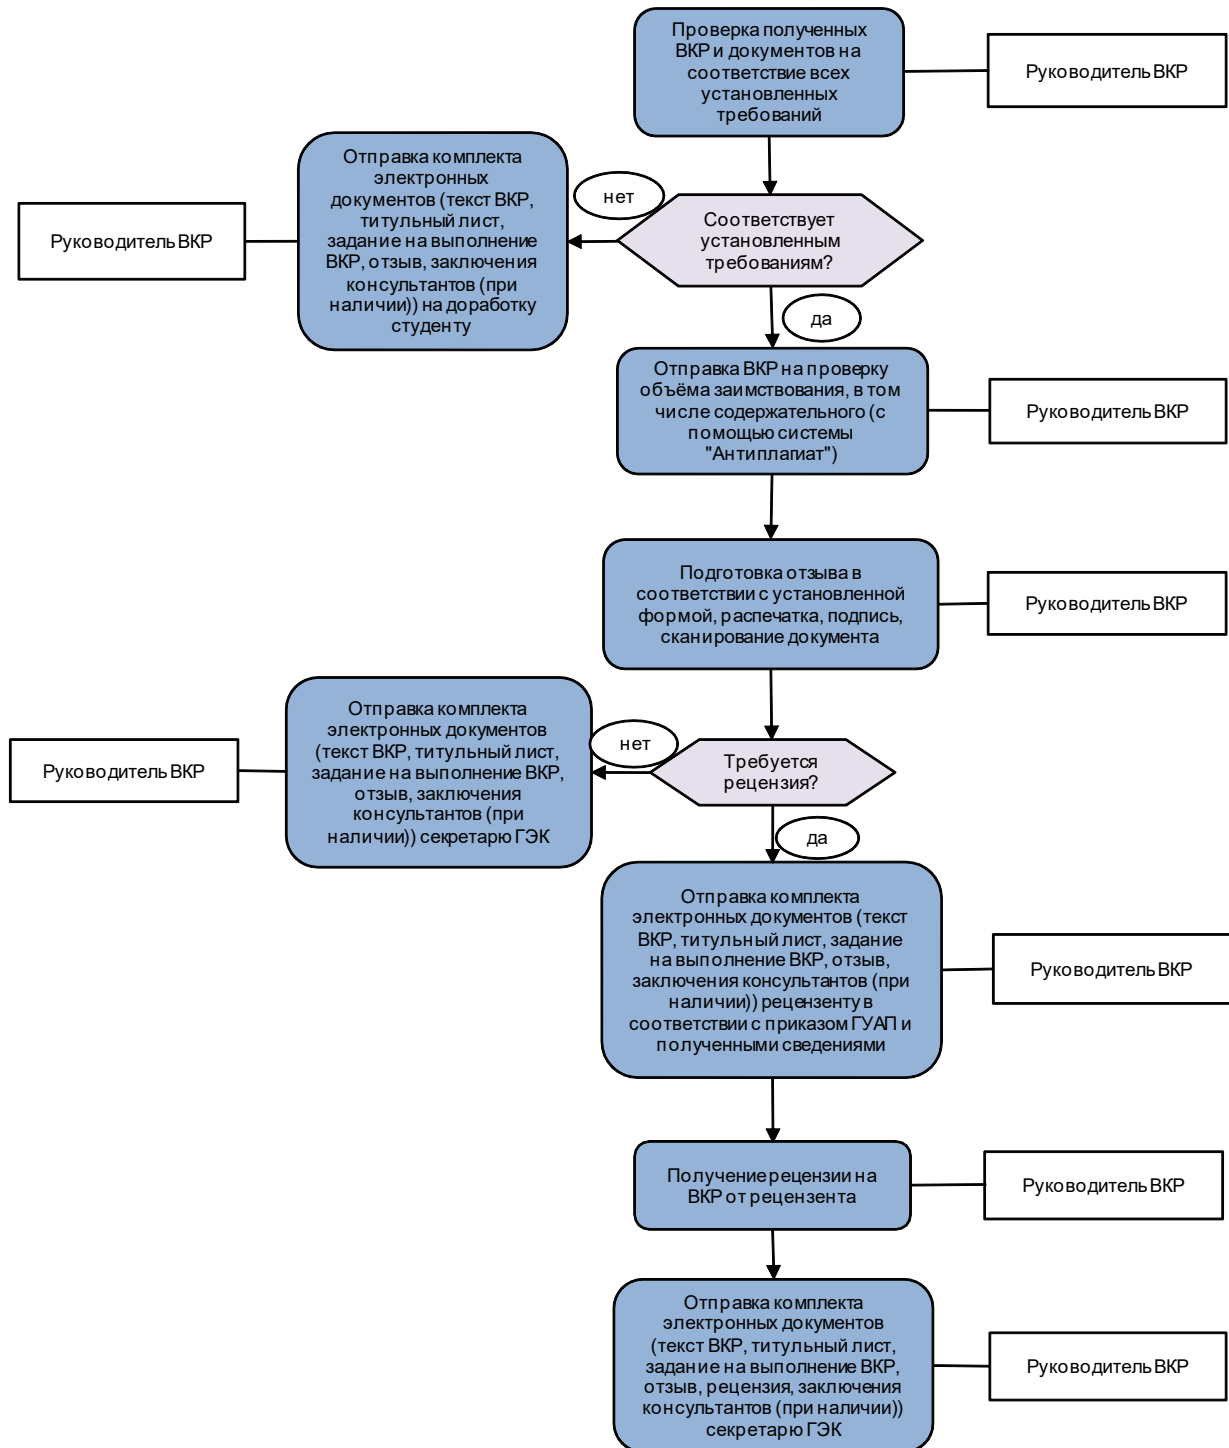 Проверка полученных
ВКР и документов на
соответствие всех
установленных
требований
Руководитель ВКР
Отправка комплекта
электронных
документов (текст ВКР,
титульный лист,
задание на выполнение
ВКР, отзыв, заключения
консультантов (при
наличии)) на доработку
студенту
Руководитель ВКР
нет
Соответствует
установленным
требованиям?
да
Отправка ВКР на проверку
объёма заимствования, в том
числе содержательного (с
помощью системы
"Антиплагиат")
Руководитель ВКР
Подготовка отзыва в
соответствии с установленной
формой, распечатка, подпись,
сканирование документа
Руководитель ВКР
Отправка комплекта
электронных документов
(текст ВКР, титульный лист,
задание на выполнение ВКР,
отзыв, заключения
консультантов (при
наличии)) секретарю ГЭК
Руководитель ВКР
нет
Требуется
рецензия?
да
Отправка комплекта
электронных документов (текст
ВКР, титульный лист, задание
на выполнение ВКР, отзыв,
заключения консультантов (при
наличии)) рецензенту в
соответствии с приказом ГУАП и
полученными сведениями
Руководитель ВКР
Получение рецензии на
ВКР от рецензента
Руководитель ВКР
Отправка комплекта
электронных документов
(текст ВКР, титульный лист,
задание на выполнение ВКР,
отзыв, рецензия, заключения
консультантов (при наличии))
секретарю ГЭК
Руководитель ВКР